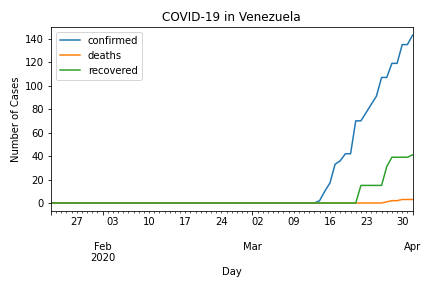 COVID-19 in Venezuela
confirmed
deaths
recovered
Number of Cases
140
120
100
80
60
40
20
0
27 03 10 17 24 02 09 16 23 30
Feb Mar Apr
2020
Day